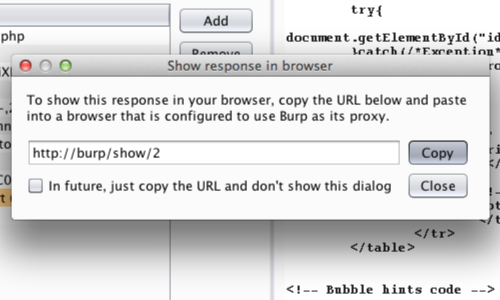 try{
Add
php
document.getElementById("id
Remove
}catch(/*Exception*
Show response in browser
To show this response in your browser, copy the URL below and paste
into a browser that is configured to use Burp as its proxy.
http://burp/show/2
Copy
In future, just copy the URL and don't show this dialog
Close
</tr>
</table>
<!-- Bubble hints code -->